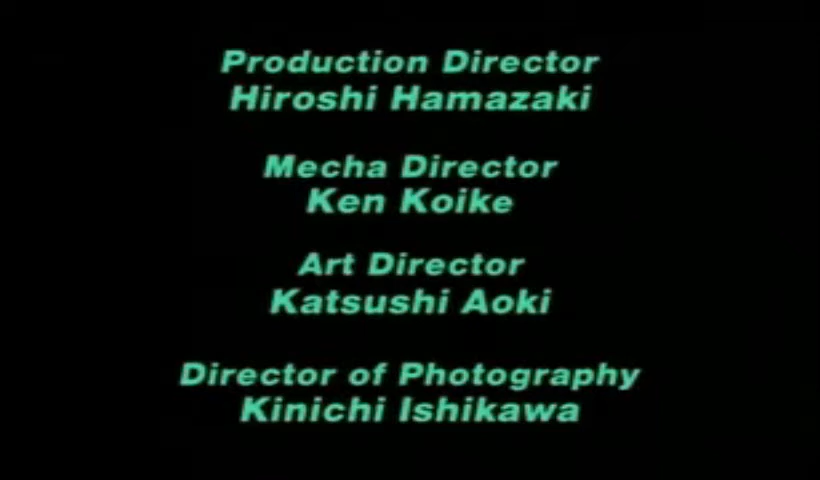 Production Director
Hiroshi Hamazaki
Mecha Director
Ken Koike
Art Director
Katsushi Aoki
Director of Photography
Kinichi Ishikawa